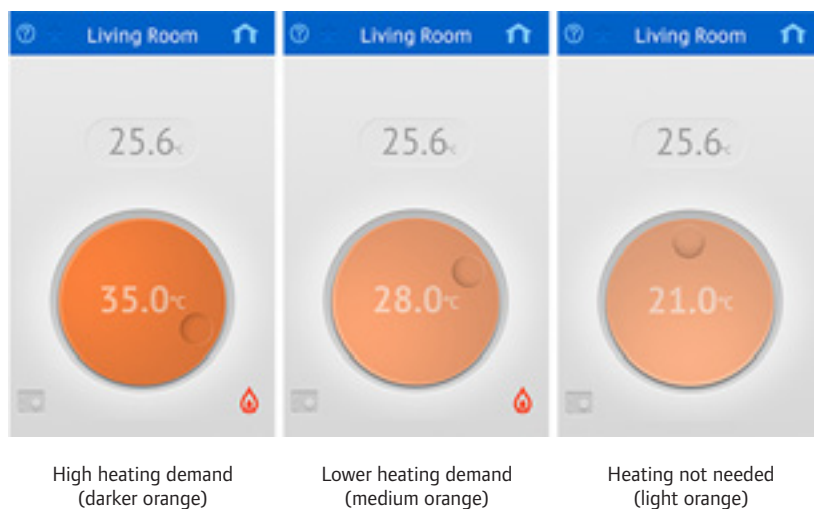 Living Room
25.6°C
35.0°C
High heating demand
(darker orange)
Living Room
25.6°C
28.0°C
Lower heating demand
(medium orange)
Living Room
25.6°C
21.0°C
Heating not needed
(light orange)